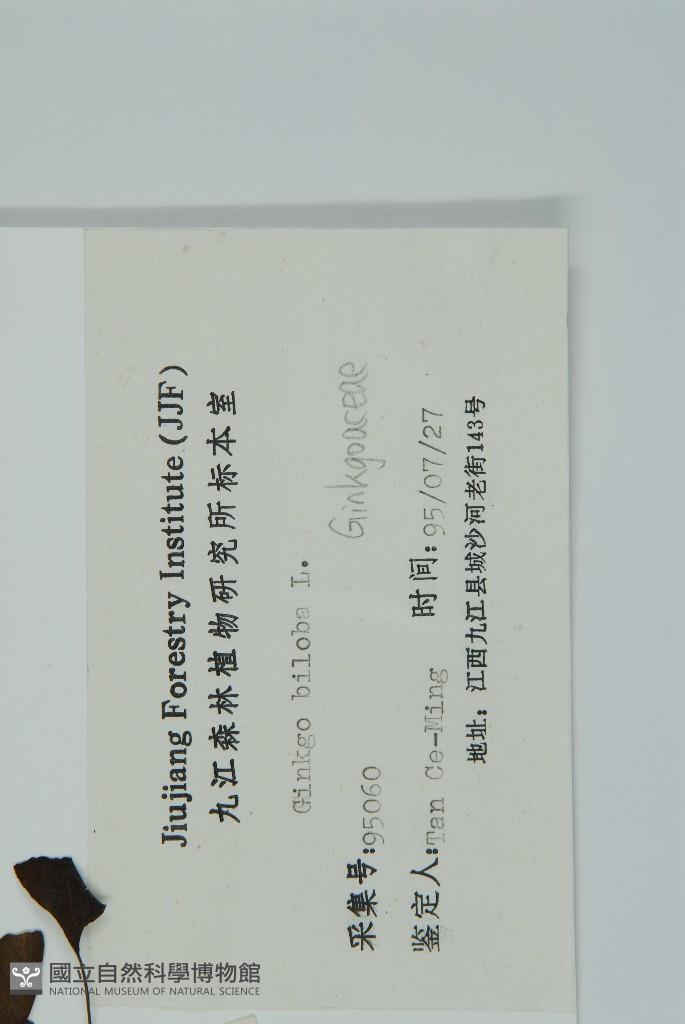 Jiujiang Forestry Institute (JJF)
九江森林植物研究所标本室
Ginkgo biloba L.
Ginkgoaceae
采集号:95060
鉴定人:Tan Ce-Ming 时间:95/07/27
地址: 江西九江县城沙河老街143号
國立自然科學博物館
NATIONAL MUSEUM OF NATURAL SCIENCE